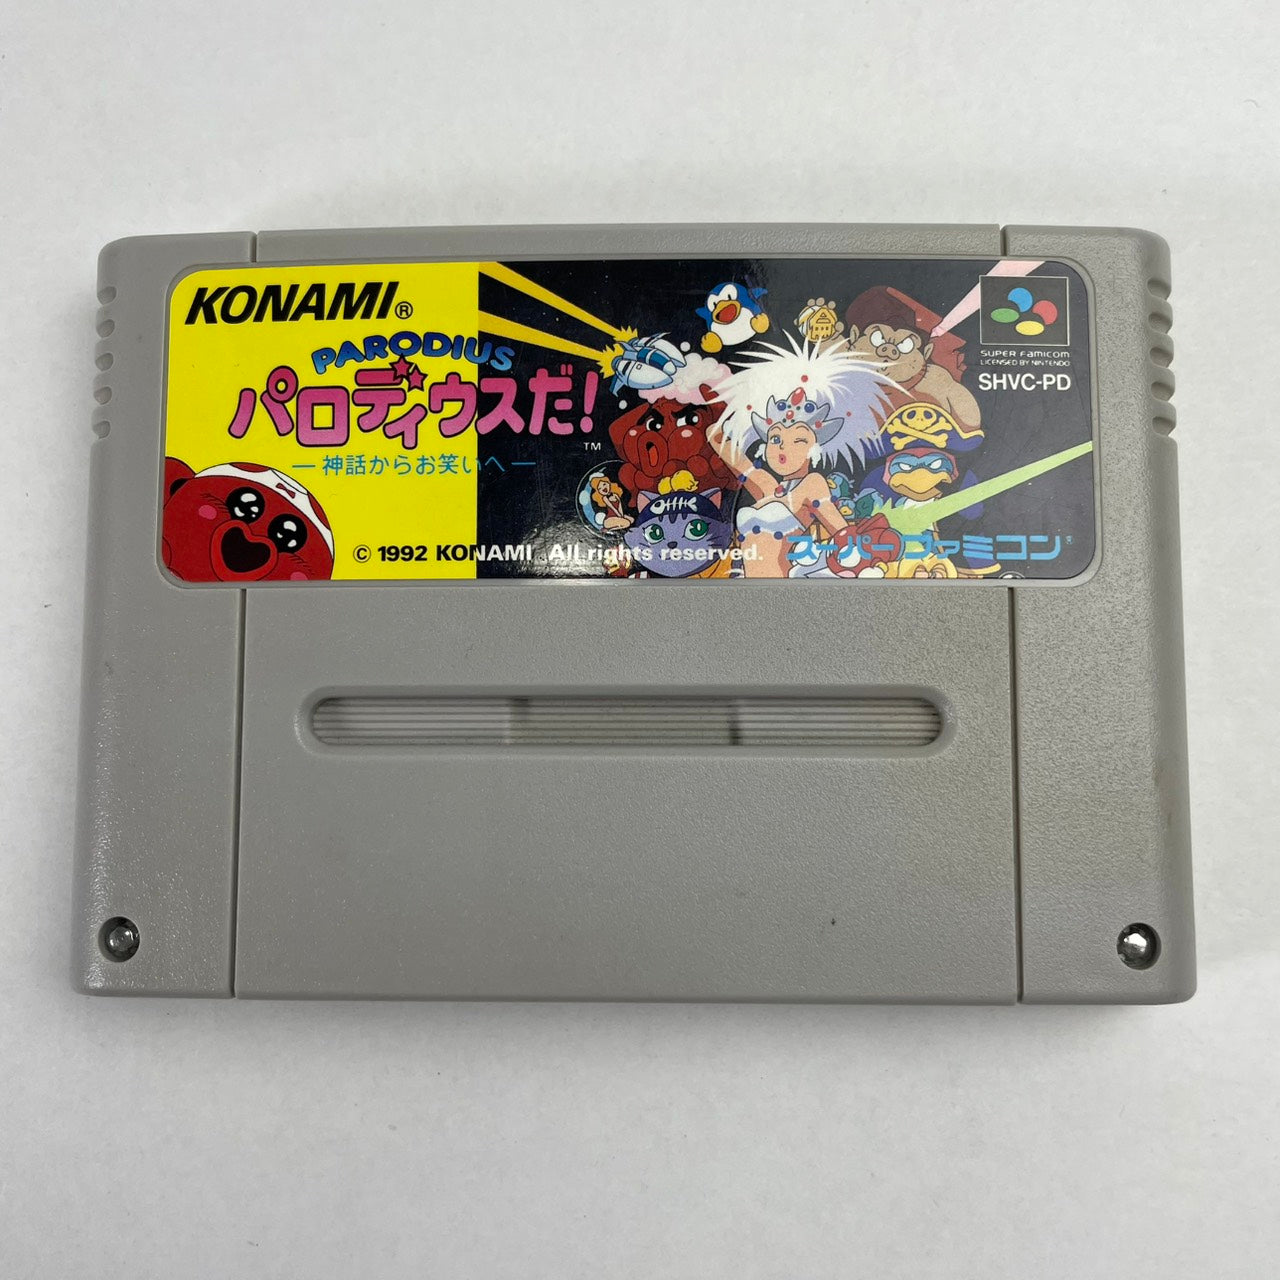 KONAMI®
PARODIUS
パロディウスだ!
TM
－神話からお笑いへ－
© 1992 KONAMI All rights reserved.
SUPER FAMICOM
LICENSED BY NINTENDO
SHVC-PD
スーパーファミコン®